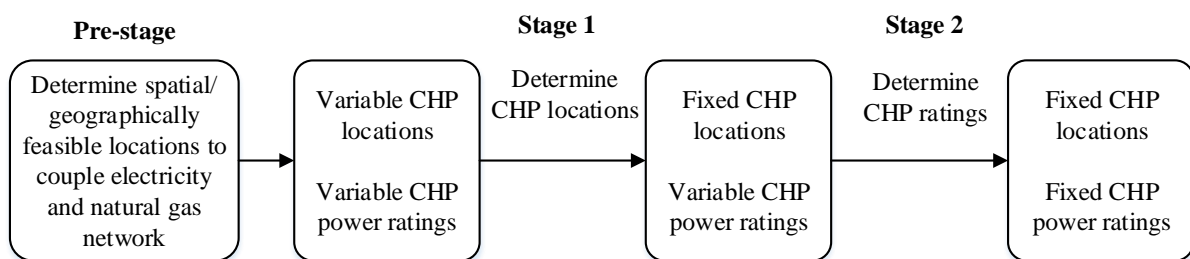 Pre-stage
Determine spatial/
geographically
feasible locations to
couple electricity
and natural gas
network
Variable CHP
locations
Variable CHP
power ratings
Stage 1
Determine
CHP locations
Fixed CHP
locations
Variable CHP
power ratings
Stage 2
Determine
CHP ratings
Fixed CHP
locations
Fixed CHP
power ratings